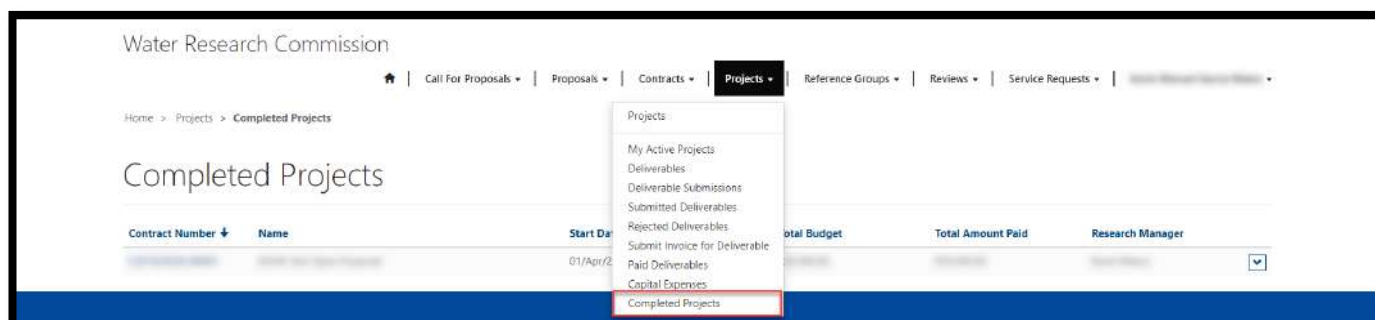 Water Research Commission
Call For Proposals | Proposals | Contracts | Projects | Reference Groups | Reviews | Service Requests |
Home > Projects > Completed Projects
Completed Projects
Projects
My Active Projects
Deliverables
Deliverable Submissions
Submitted Deliverables
Rejected Deliverables
Submit Invoice for Deliverable
Paid Deliverables
Capital Expenses
Completed Projects
Contract Number Name Start Da otal Budget Total Amount Paid Research Manager
01/Apr/2